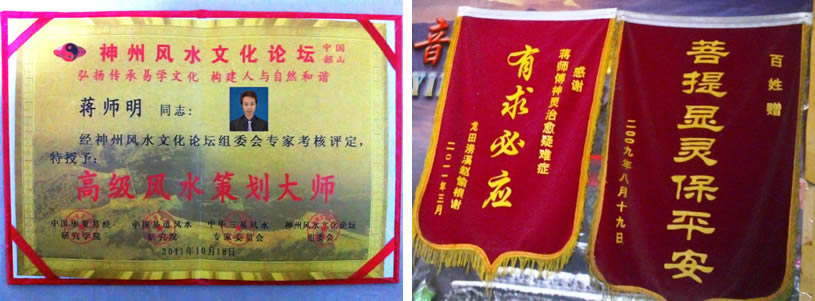 神州风水文化论坛 中国韶山
弘扬传承易学文化 构建人与自然和谐
蒋师明 同志:
经神州风水文化论坛组委会专家考核评定,
特授予:
高级风水策划大师
中国华夏易经 中国易道风水 中华三易风水 神州风水文化论坛
研究学院 研究院 专家委员会 组委会
2011年10月18日
音
感谢
蒋师傅神灵治愈疑难症
有求必应
二0一一年三月
百姓赠
菩提显灵保平安
二00九年八月十九日